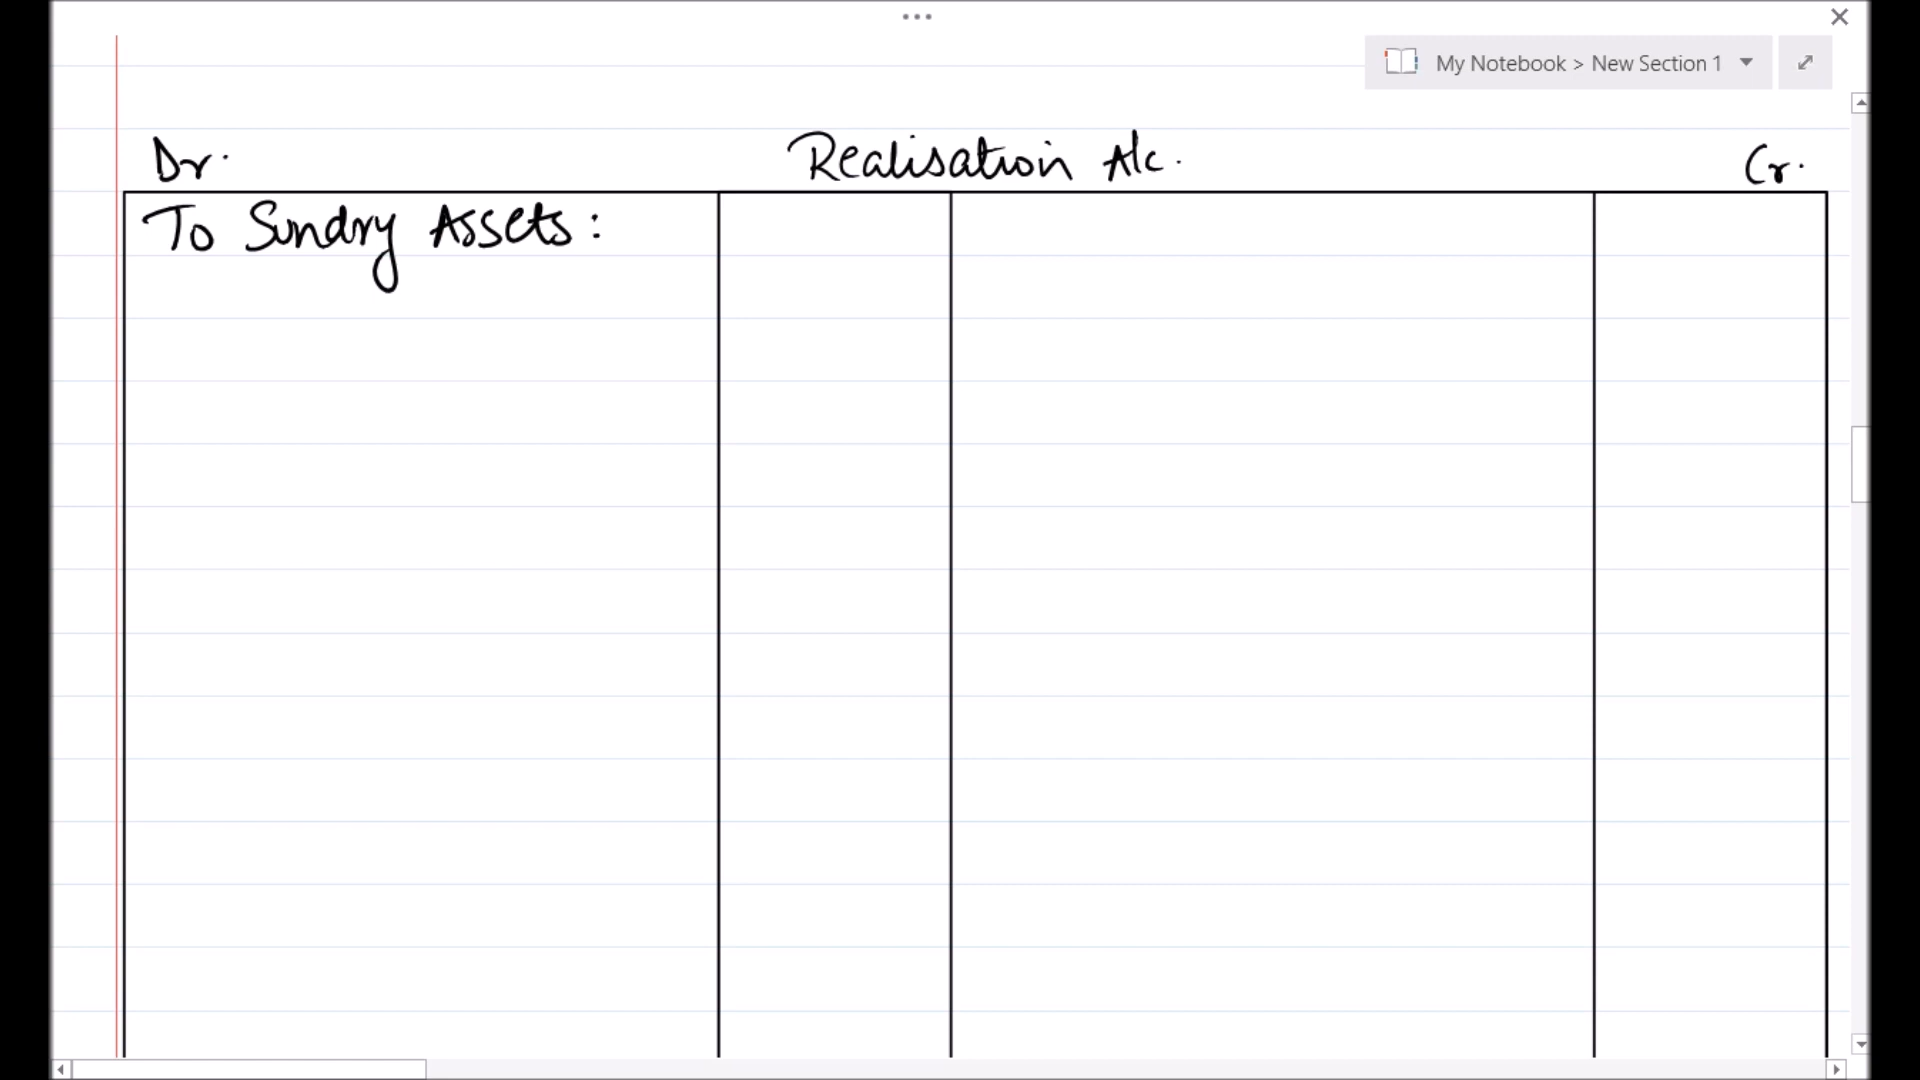 My Notebook > New Section 1
Dr. Realisation A/c. Cr.
To Sundry Assets :